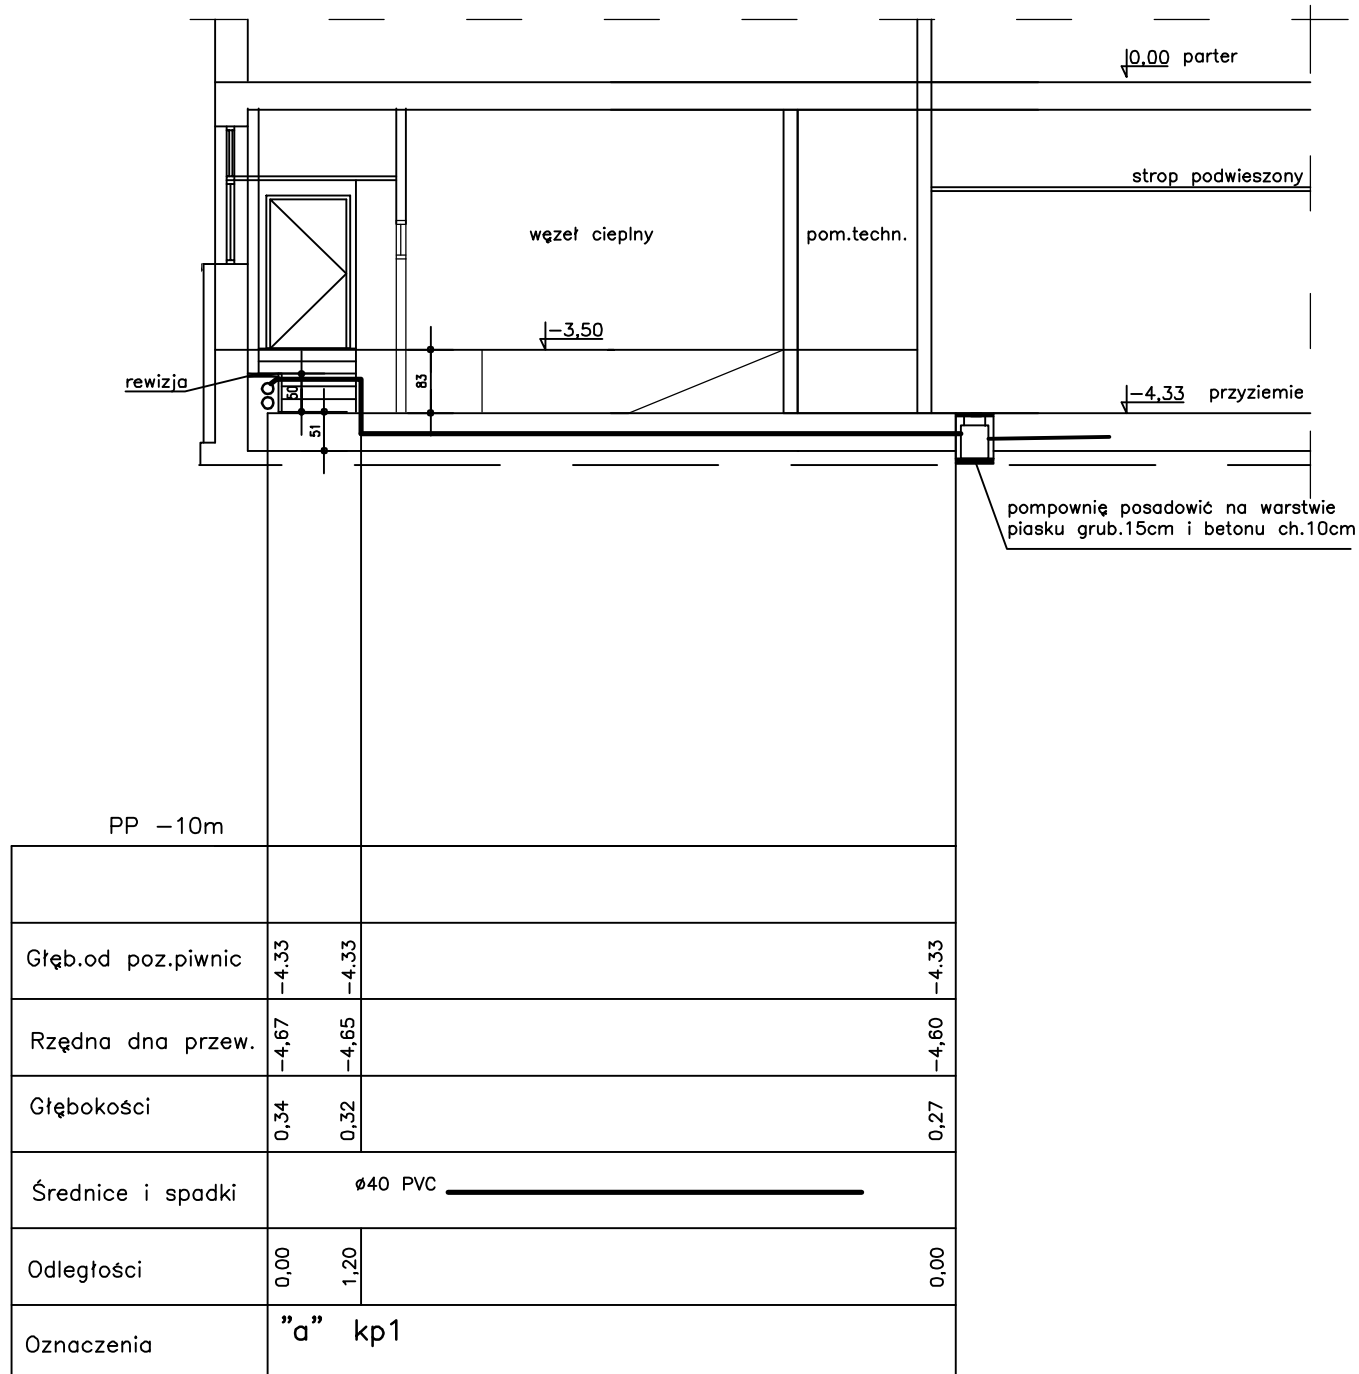 0,00 parter
strop podwieszony
węzeł cieplny
pom.techn.
-3,50
rewizja
50
83
51
-4,33 przyziemie
pompownię posadowić na warstwie
piasku grub.15cm i betonu ch.10cm
PP -10m
Głęb.od poz.piwnic -4.33 -4.33 -4.33
Rzędna dna przew. -4,67 -4,65 -4,60
Głębokości 0,34 0,32 0,27
Średnice i spadki ø40 PVC
Odległości 0,00 1,20 0,00
Oznaczenia "a" kp1